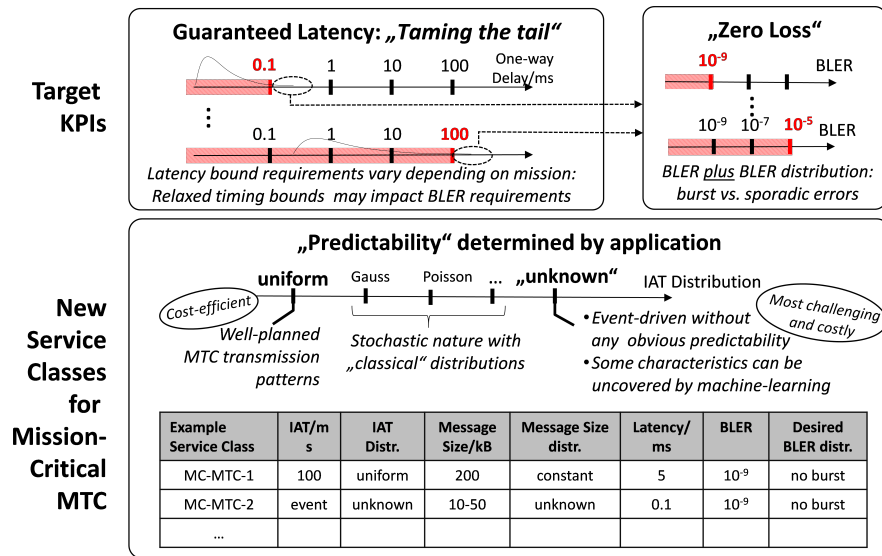 Target
KPIs
Guaranteed Latency: „Taming the tail“
0.1 1 10 100 One-way
Delay/ms
0.1 1 10 100
Latency bound requirements vary depending on mission:
Relaxed timing bounds may impact BLER requirements
„Zero Loss“
10-9 BLER
10-9 10-7 10-5 BLER
BLER plus BLER distribution:
burst vs. sporadic errors
New
Service
Classes
for
Mission-
Critical
MTC
„Predictability“ determined by application
uniform Gauss Poisson ... „unknown“ IAT Distribution
Cost-efficient
Most challenging
and costly
Well-planned
MTC transmission
patterns
Stochastic nature with
„classical“ distributions
•Event-driven without
any obvious predictability
•Some characteristics can be
uncovered by machine-learning
Example
Service Class
IAT/m
s
IAT
Distr.
Message
Size/kB
Message Size
distr.
Latency/
ms
BLER
Desired
BLER distr.
MC-MTC-1 100 uniform 200 constant 5 10-9 no burst
MC-MTC-2 event unknown 10-50 unknown 0.1 10-9 no burst
...